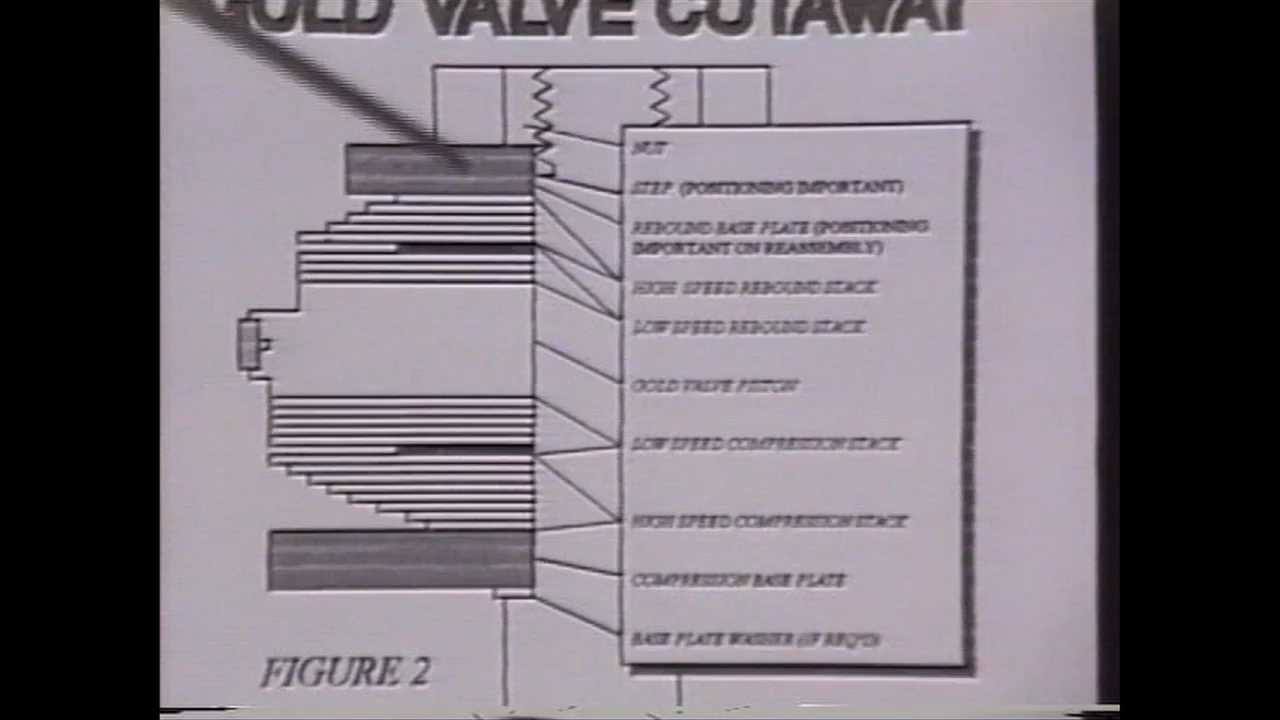 GOLD VALVE CUTAWAY
NUT
STEP (POSITIONING IMPORTANT)
REBOUND BASE PLATE (POSITIONING
IMPORTANT ON REASSEMBLY)
HIGH SPEED REBOUND STACK
LOW SPEED REBOUND STACK
GOLD VALVE PISTON
LOW SPEED COMPRESSION STACK
HIGH SPEED COMPRESSION STACK
COMPRESSION BASE PLATE
BASE PLATE WASHER (IF REQ'D)
FIGURE 2